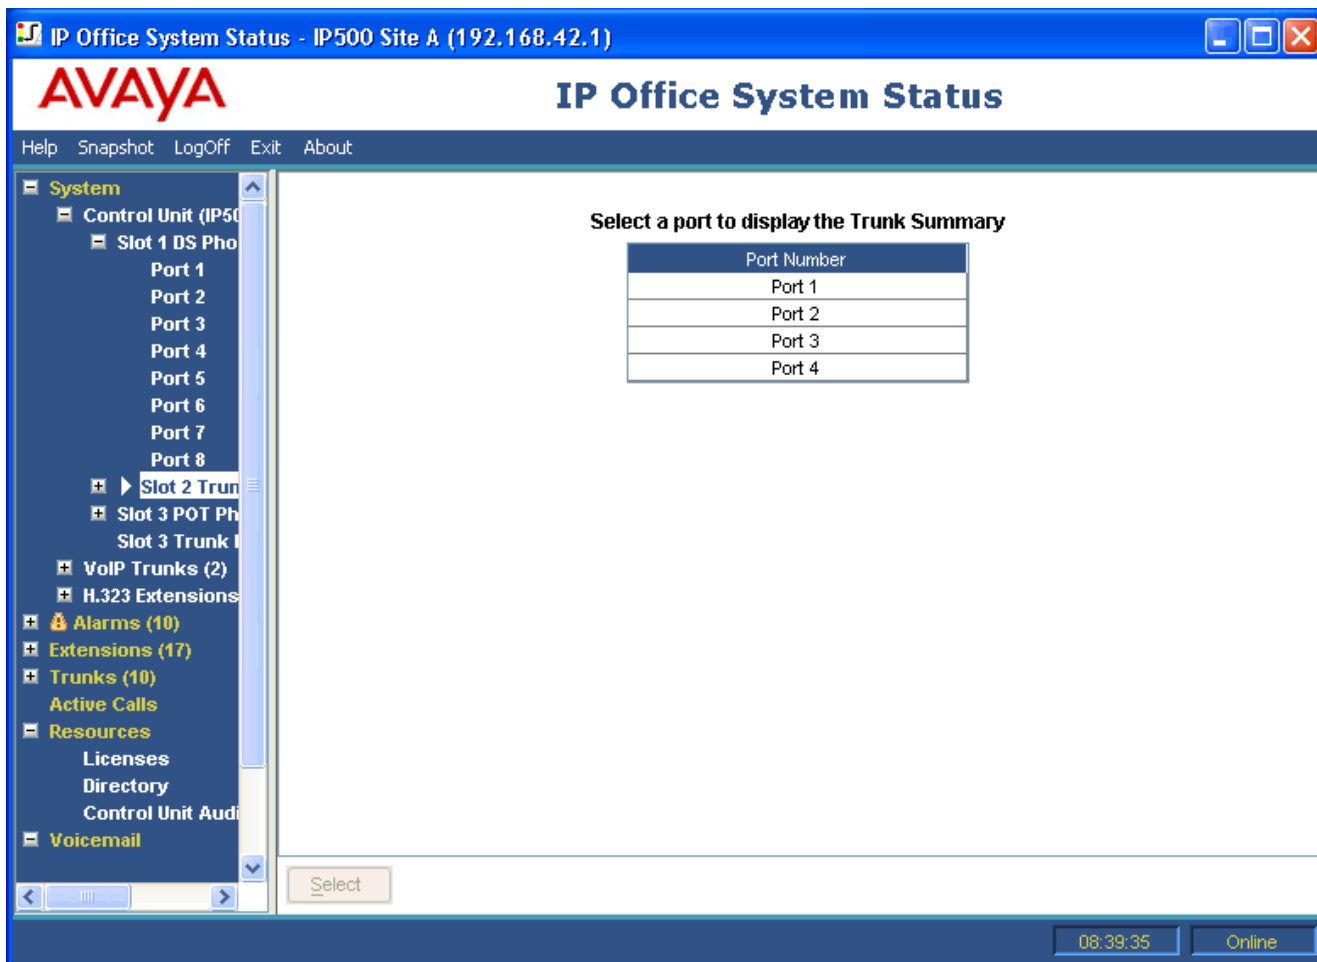 IP Office System Status - IP500 Site A (192.168.42.1)
AVAYA
IP Office System Status
Help Snapshot LogOff Exit About
System
Control Unit (IP50
Slot 1 DS Pho
Port 1
Port 2
Port 3
Port 4
Port 5
Port 6
Port 7
Port 8
Slot 2 Trun
Slot 3 POT Ph
Slot 3 Trunk
VoIP Trunks (2)
H.323 Extensions
Alarms (10)
Extensions (17)
Trunks (10)
Active Calls
Resources
Licenses
Directory
Control Unit Audi
Voicemail
Select a port to display the Trunk Summary
Port Number
Port 1
Port 2
Port 3
Port 4
Select
08:39:35
Online